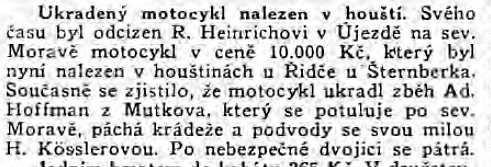 Ukradený motocykl nalezen v houští. Svého
času byl odcizen R. Heinrichovi v Újezdě na sev.
Moravě motocykl v ceně 10.000 Kč, který byl
nyní nalezen v houštinách u Řídče u Šternberka.
Současně se zjistilo, že motocykl ukradl zběh Ad.
Hoffman z Mutkova, který se potuluje po sev.
Moravě, páchá krádeže a podvody se svou milou
H. Kösslerovou. Po nebezpečné dvojici se pátrá.